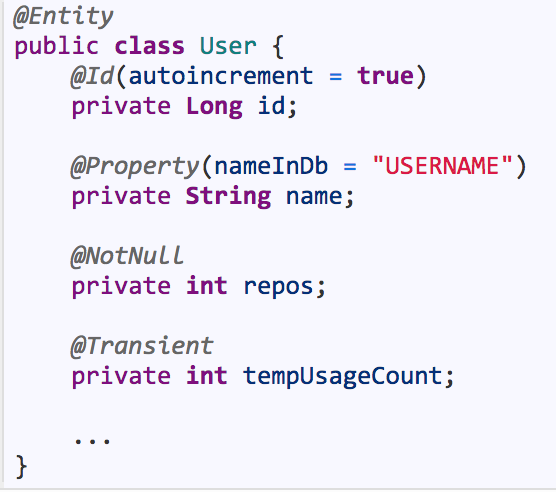 @Entity
public class User {
@Id(autoincrement = true)
private Long id;
@Property(nameInDb = "USERNAME")
private String name;
@NotNull
private int repos;
@Transient
private int tempUsageCount;
...
}